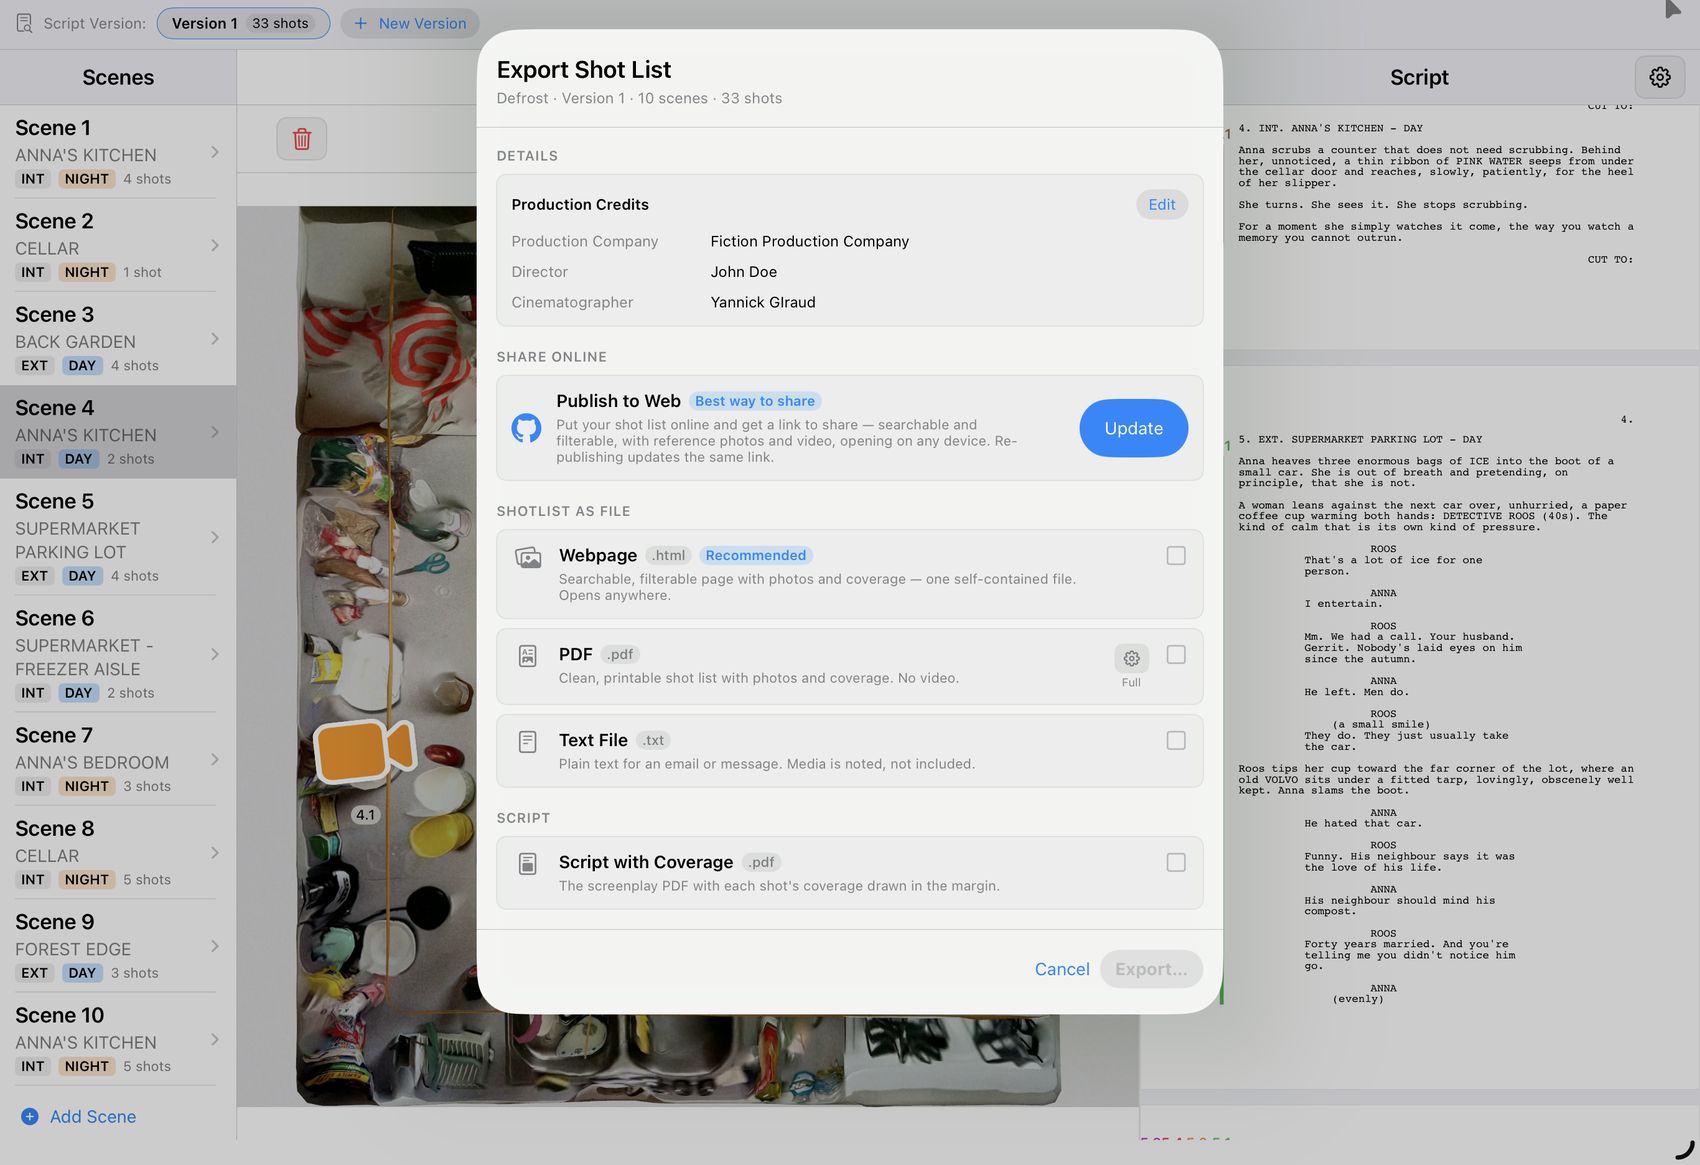 Script Version:
Version 1 33 shots
+ New Version
Scenes
Scene 1
ANNA'S KITCHEN
INT NIGHT 4 shots
Scene 2
CELLAR
INT NIGHT 1 shot
Scene 3
BACK GARDEN
EXT DAY 4 shots
Scene 4
ANNA'S KITCHEN
INT DAY 2 shots
Scene 5
SUPERMARKET
PARKING LOT
EXT DAY 4 shots
Scene 6
SUPERMARKET -
FREEZER AISLE
INT DAY 2 shots
Scene 7
ANNA'S BEDROOM
INT NIGHT 3 shots
Scene 8
CELLAR
INT NIGHT 5 shots
Scene 9
FOREST EDGE
EXT DAY 3 shots
Scene 10
ANNA'S KITCHEN
INT NIGHT 5 shots
Add Scene
4.1
Export Shot List
Defrost · Version 1 · 10 scenes · 33 shots
DETAILS
Production Credits
Edit
Production Company Fiction Production Company
Director John Doe
Cinematographer Yannick GIraud
SHARE ONLINE
Publish to Web Best way to share
Put your shot list online and get a link to share — searchable and
filterable, with reference photos and video, opening on any device. Re-
publishing updates the same link.
Update
SHOTLIST AS FILE
Webpage .html Recommended
Searchable, filterable page with photos and coverage — one self-contained file.
Opens anywhere.
PDF .pdf
Clean, printable shot list with photos and coverage. No video.
Full
Text File .txt
Plain text for an email or message. Media is noted, not included.
SCRIPT
Script with Coverage .pdf
The screenplay PDF with each shot's coverage drawn in the margin.
Cancel
Export...
Script
CUT TO:
1
4. INT. ANNA'S KITCHEN - DAY
Anna scrubs a counter that does not need scrubbing. Behind
her, unnoticed, a thin ribbon of PINK WATER seeps from under
the cellar door and reaches, slowly, patiently, for the heel
of her slipper.
She turns. She sees it. She stops scrubbing.
For a moment she simply watches it come, the way you watch a
memory you cannot outrun.
CUT TO:
4.
1
5. EXT. SUPERMARKET PARKING LOT - DAY
Anna heaves three enormous bags of ICE into the boot of a
small car. She is out of breath and pretending, on
principle, that she is not.
A woman leans against the next car over, unhurried, a paper
coffee cup warming both hands: DETECTIVE ROOS (40s). The
kind of calm that is its own kind of pressure.
ROOS
That's a lot of ice for one
person.
ANNA
I entertain.
ROOS
Mm. We had a call. Your husband.
Gerrit. Nobody's laid eyes on him
since the autumn.
ANNA
He left. Men do.
ROOS
(a small smile)
They do. They just usually take
the car.
Roos tips her cup toward the far corner of the lot, where an
old VOLVO sits under a fitted tarp, lovingly, obscenely well
kept. Anna slams the boot.
ANNA
He hated that car.
ROOS
Funny. His neighbour says it was
the love of his life.
ANNA
His neighbour should mind his
compost.
ROOS
Forty years married. And you're
telling me you didn't notice him
go.
ANNA
(evenly)